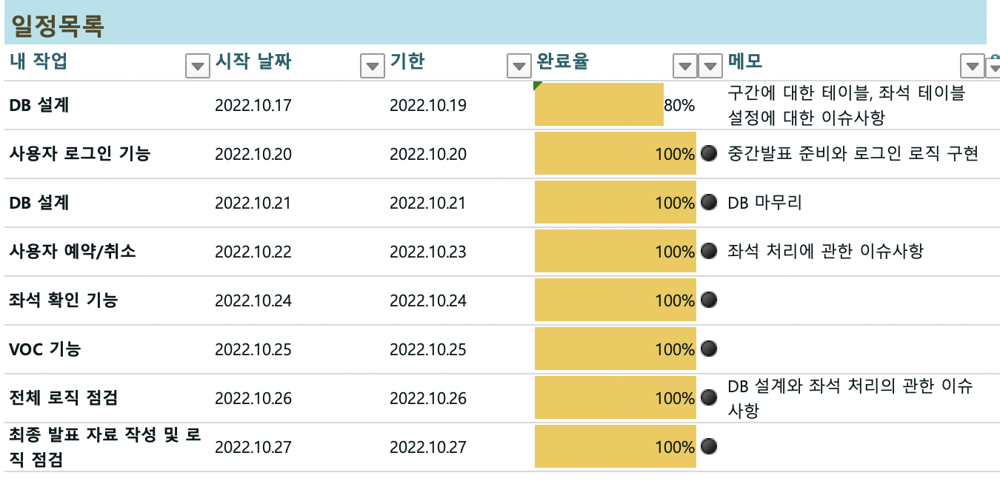 일정목록
내 작업 시작 날짜 기한 완료율 메모
DB 설계 2022.10.17 2022.10.19 80% 구간에 대한 테이블, 좌석 테이블
설정에 대한 이슈사항
사용자 로그인 기능 2022.10.20 2022.10.20 100% 중간발표 준비와 로그인 로직 구현
DB 설계 2022.10.21 2022.10.21 100% DB 마무리
사용자 예약/취소 2022.10.22 2022.10.23 100% 좌석 처리에 관한 이슈사항
좌석 확인 기능 2022.10.24 2022.10.24 100%
VOC 기능 2022.10.25 2022.10.25 100%
전체 로직 점검 2022.10.26 2022.10.26 100% DB 설계와 좌석 처리의 관한 이슈
사항
최종 발표 자료 작성 및 로
직 점검 2022.10.27 2022.10.27 100%